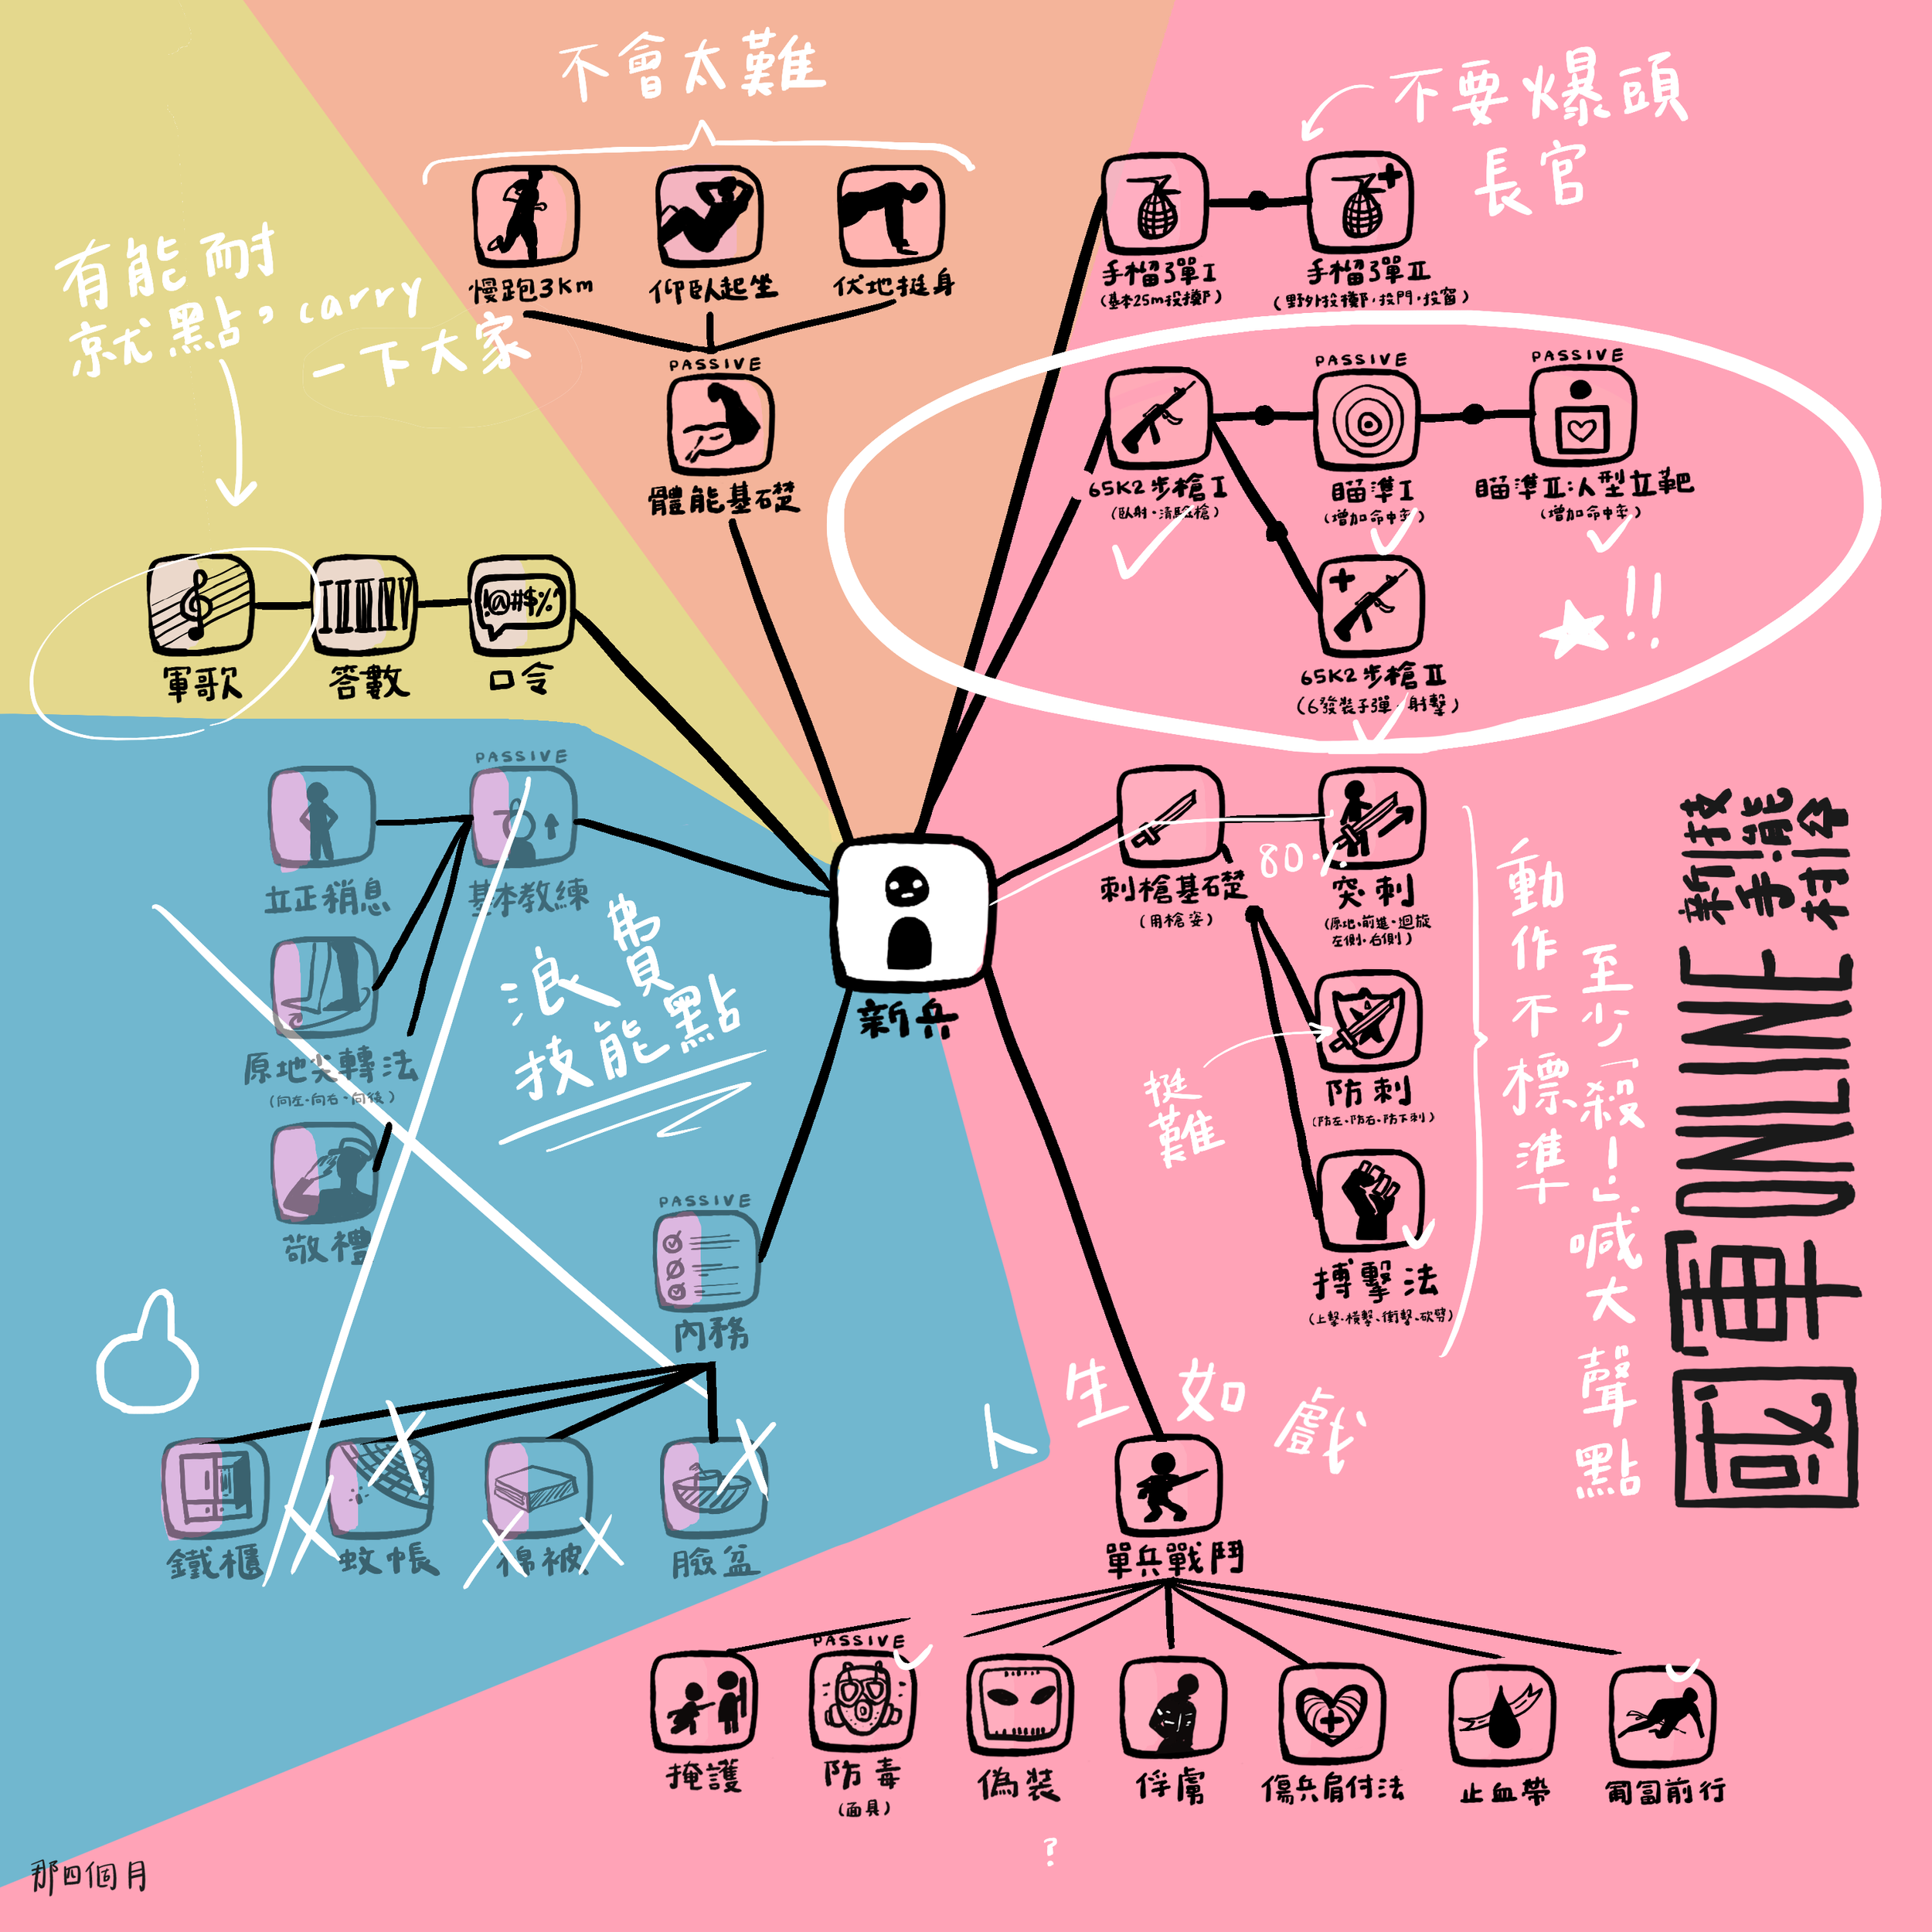 不會太難
不要爆頭
長官
有能耐
就點，carry
一下大家
慢跑3Km
仰臥起坐
伏地挺身
PASSIVE
體能基礎
手榴彈I
(基本25m投擲)
手榴彈II
(野外投擲、投門、投窗)
65K2步槍I
(臥射、清驗槍)
PASSIVE
瞄準I
(增加命中率)
PASSIVE
瞄準II:人型立靶
(增加命中率)
65K2步槍II
(6發裝子彈、射擊)
★!!
軍歌
答數
!@#$%
口令
PASSIVE
立正稍息
基本教練
原地尖轉法
(向左、向右、向後)
敬禮
浪費
技能點
PASSIVE
內務
鐵櫃
蚊帳
棉被
臉盆
新兵
刺槍基礎
(用槍姿)
80%
突刺
(原地、前進、迴旋
左側、右側)
挺難
防刺
(防左、防右、防下刺)
搏擊法
(上擊、橫擊、衝擊、砍劈)
動作不標準
至少「殺！」喊大聲點
國軍ONLINE
新手村
技能指
人生如戲
單兵戰鬥
掩護
PASSIVE
防毒
(面具)
偽裝
俘虜
傷兵肩付法
止血帶
匍匐前行
?
那四個月